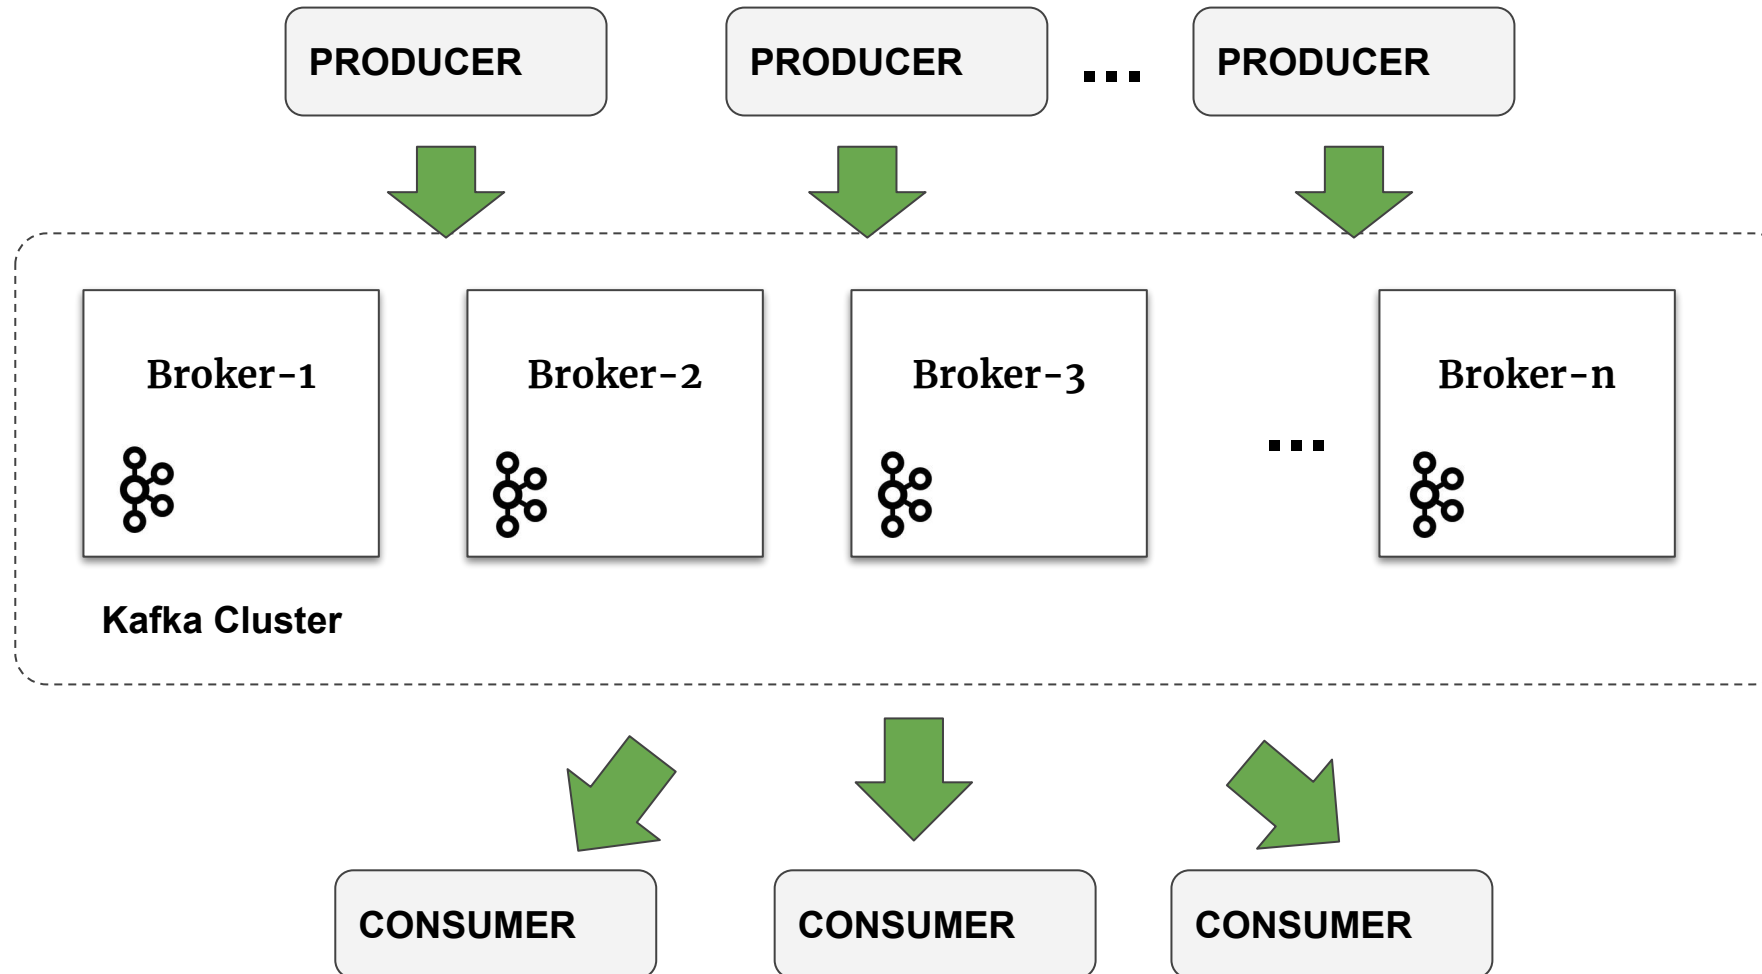 PRODUCER
PRODUCER
...
PRODUCER
Broker-1
Broker-2
Broker-3
...
Broker-n
Kafka Cluster
CONSUMER
CONSUMER
CONSUMER